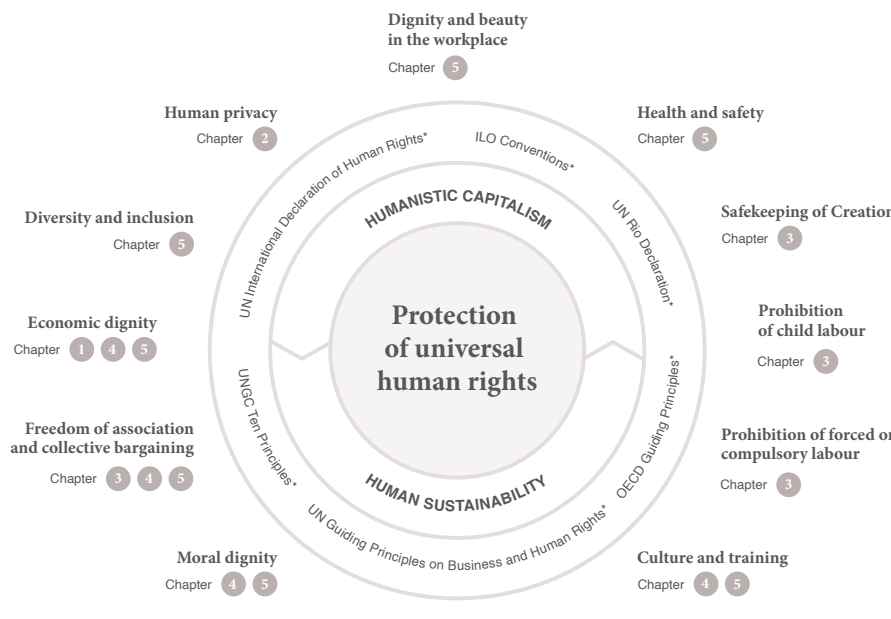 Dignity and beauty
in the workplace
Chapter 5
Human privacy
Chapter 2
Health and safety
Chapter 5
Diversity and inclusion
Chapter 5
Safekeeping of Creation
Chapter 3
Economic dignity
Chapter 1 4 5
Prohibition
of child labour
Chapter 3
Freedom of association
and collective bargaining
Chapter 3 4 5
Prohibition of forced or
compulsory labour
Chapter 3
Moral dignity
Chapter 4 5
Culture and training
Chapter 4 5
UN International Declaration of Human Rights*
ILO Conventions*
UN Rio Declaration*
OECD Guiding Principles*
UN Guiding Principles on Business and Human Rights*
UNGC Ten Principles*
HUMANISTIC CAPITALISM
Protection
of universal
human rights
HUMAN SUSTAINABILITY